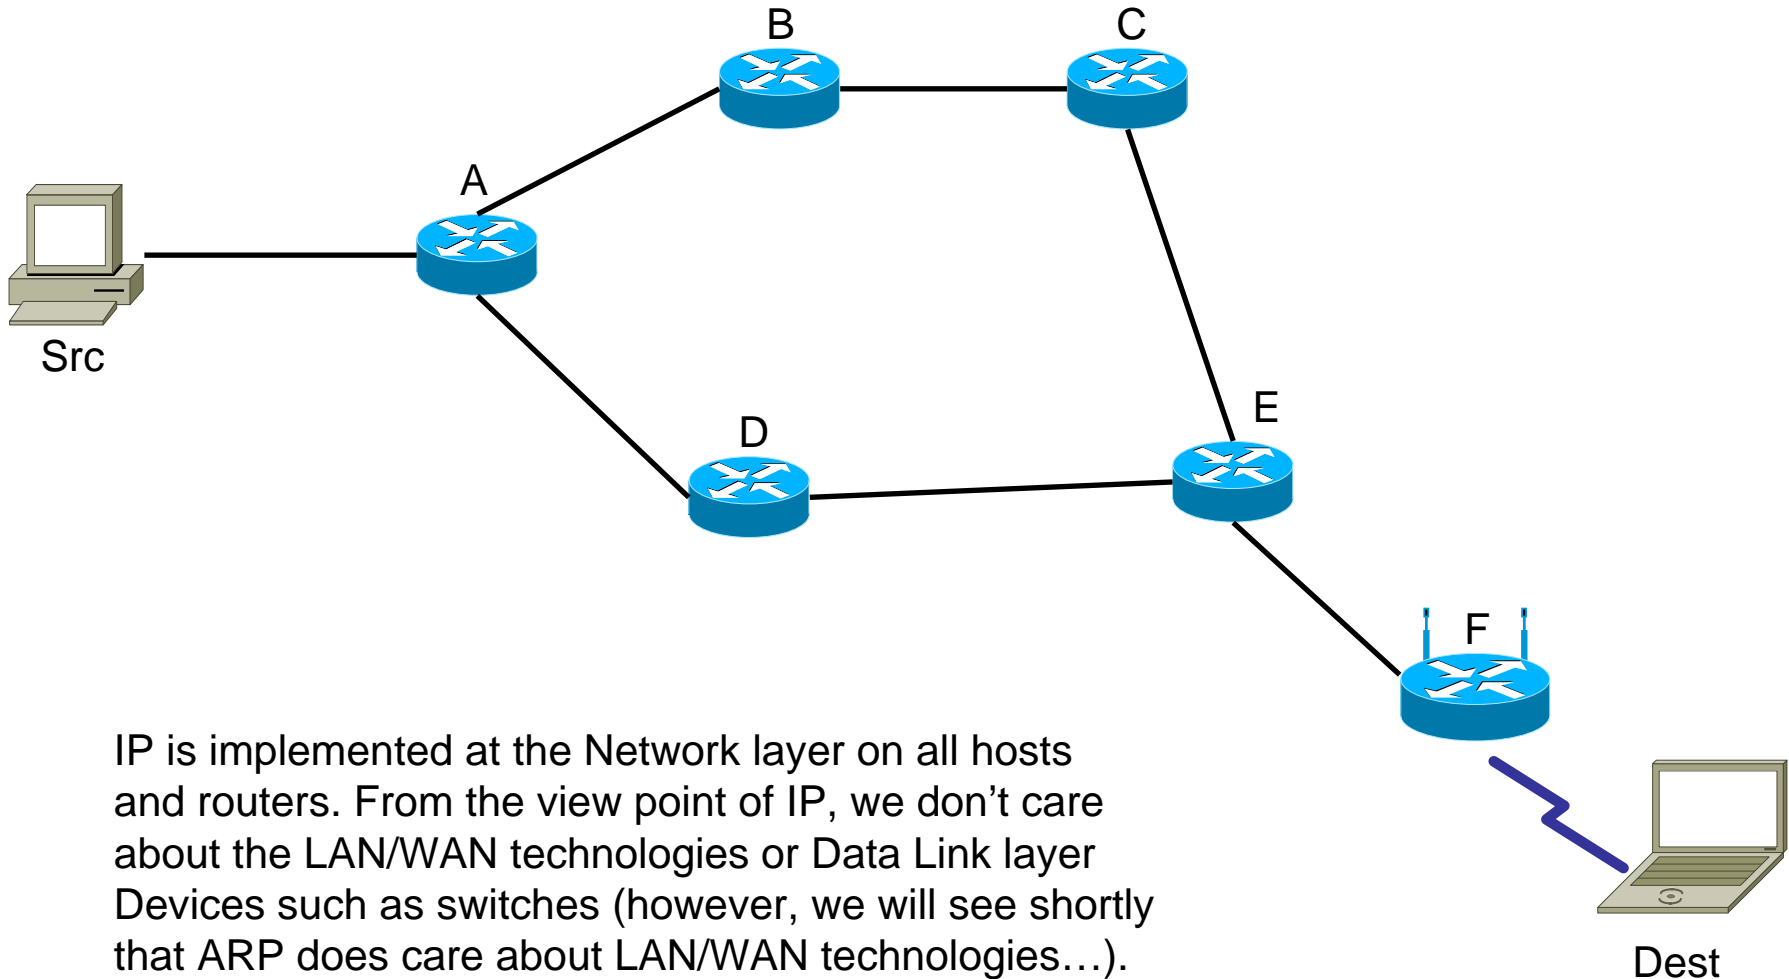 B
C
A
Src
E
D
F
IP is implemented at the Network layer on all hosts
and routers. From the view point of IP, we don’t care
about the LAN/WAN technologies or Data Link layer
Devices such as switches (however, we will see shortly
that ARP does care about LAN/WAN technologies…).
Dest